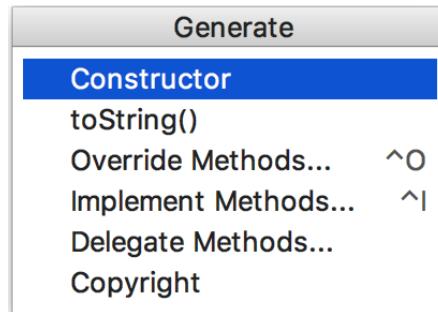 Generate
Constructor
toString()
Override Methods... ^O
Implement Methods... ^I
Delegate Methods...
Copyright